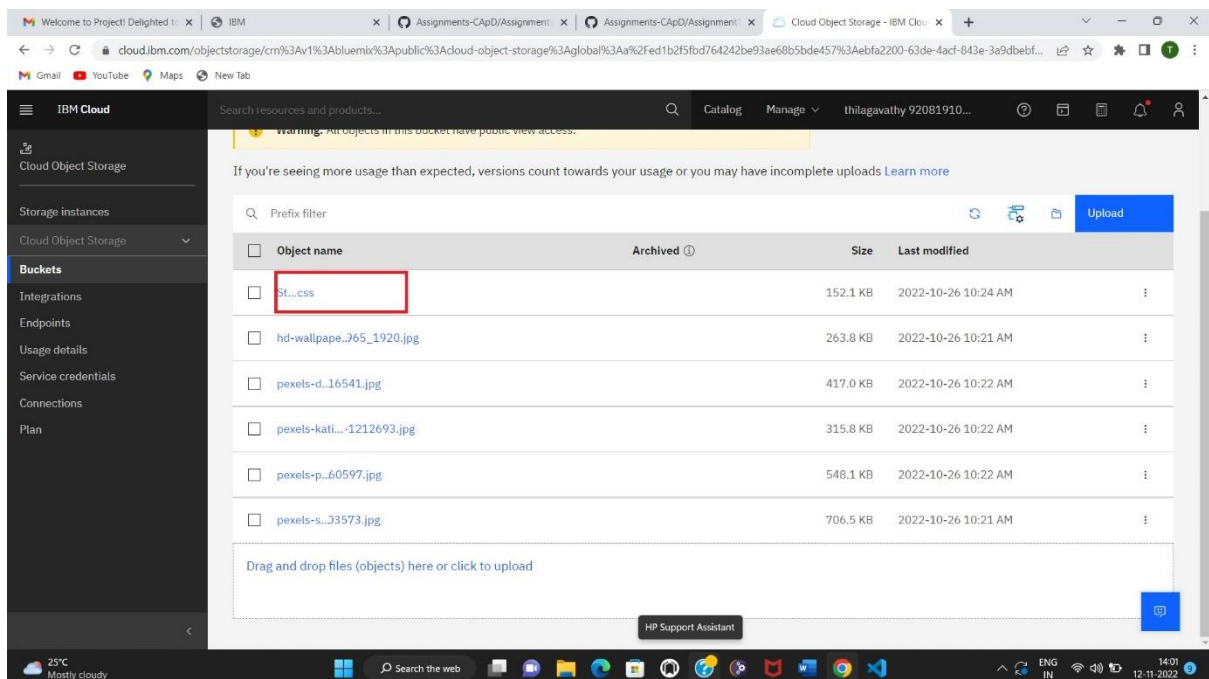 Welcome to Project! Delighted to
IBM
Assignments-CApD/Assignment
Assignments-CApD/Assignment
Cloud Object Storage - IBM Clou
cloud.ibm.com/objectstorage/crn%3Av1%3Abluemix%3Apublic%3Acloud-object-storage%3Aglobal%3Aa%2Fed1b2f5fbd764242be93ae68b5bde457%3Aebfa2200-63de-4acf-843e-3a9dbebf...
T
Gmail YouTube Maps New Tab
IBM Cloud
Search resources and products...
Catalog
Manage
thilagavathy 92081910...
Cloud Object Storage
Storage instances
Cloud Object Storage
Buckets
Integrations
Endpoints
Usage details
Service credentials
Connections
Plan
Warning: All objects in this bucket have public view access.
If you're seeing more usage than expected, versions count towards your usage or you may have incomplete uploads Learn more
Prefix filter
Upload
Object name Archived Size Last modified
St...css 152.1 KB 2022-10-26 10:24 AM
hd-wallpape..965_1920.jpg 263.8 KB 2022-10-26 10:21 AM
pexels-d..16541.jpg 417.0 KB 2022-10-26 10:22 AM
pexels-kati...-1212693.jpg 315.8 KB 2022-10-26 10:22 AM
pexels-p..60597.jpg 548.1 KB 2022-10-26 10:22 AM
pexels-s..03573.jpg 706.5 KB 2022-10-26 10:21 AM
Drag and drop files (objects) here or click to upload
HP Support Assistant
25°C
Mostly cloudy
Search the web
ENG
IN
14:01
12-11-2022
9